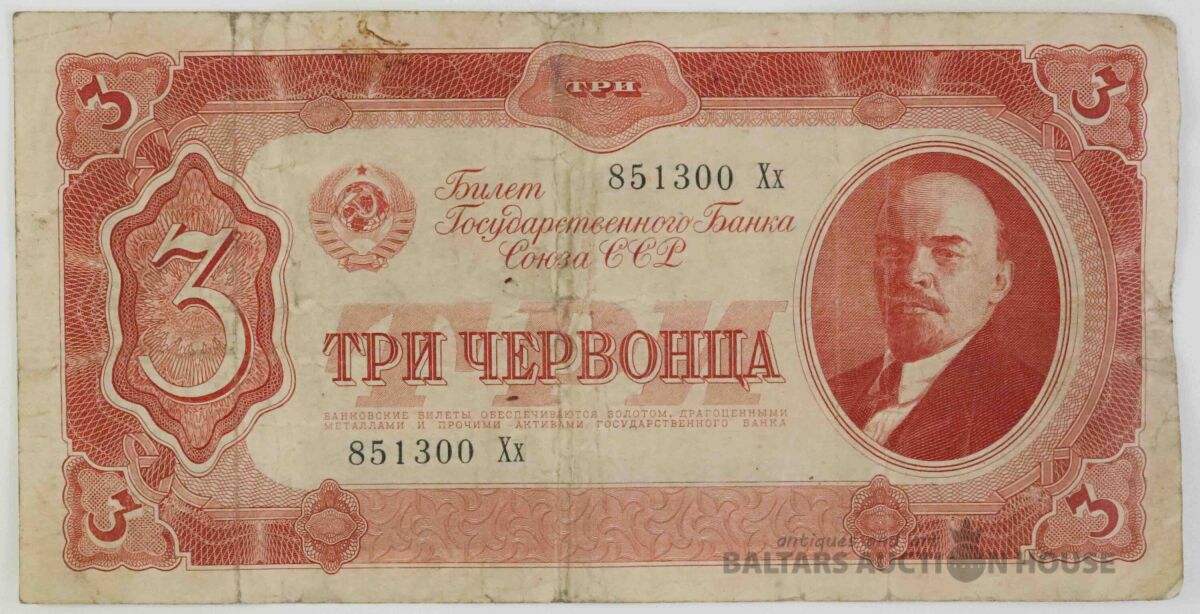 3
ТРИ
3
Билет
851300 Хх
Государственного Банка
Союза ССР
3
ТРИ
ТРИ ЧЕРВОНЦА
БАНКОВСКИЕ БИЛЕТЫ ОБЕСПЕЧИВАЮТСЯ ЗОЛОТОМ, ДРАГОЦЕННЫМИ
МЕТАЛЛАМИ И ПРОЧИМИ АКТИВАМИ ГОСУДАРСТВЕННОГО БАНКА
851300 Хх
3
3
antiques and art
BALTARS AUCTION HOUSE